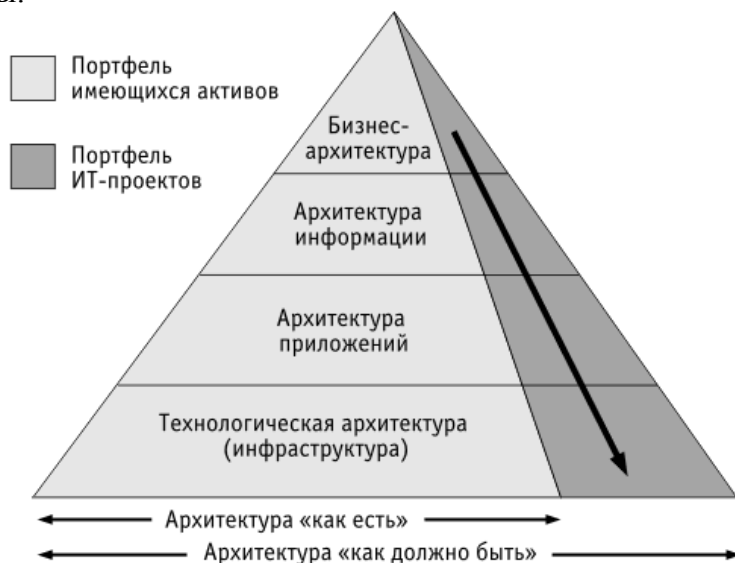 Портфель
имеющихся активов
Портфель
ИТ-проектов
Бизнес-
архитектура
Архитектура
информации
Архитектура
приложений
Технологическая архитектура
(инфраструктура)
Архитектура «как есть»
Архитектура «как должно быть»